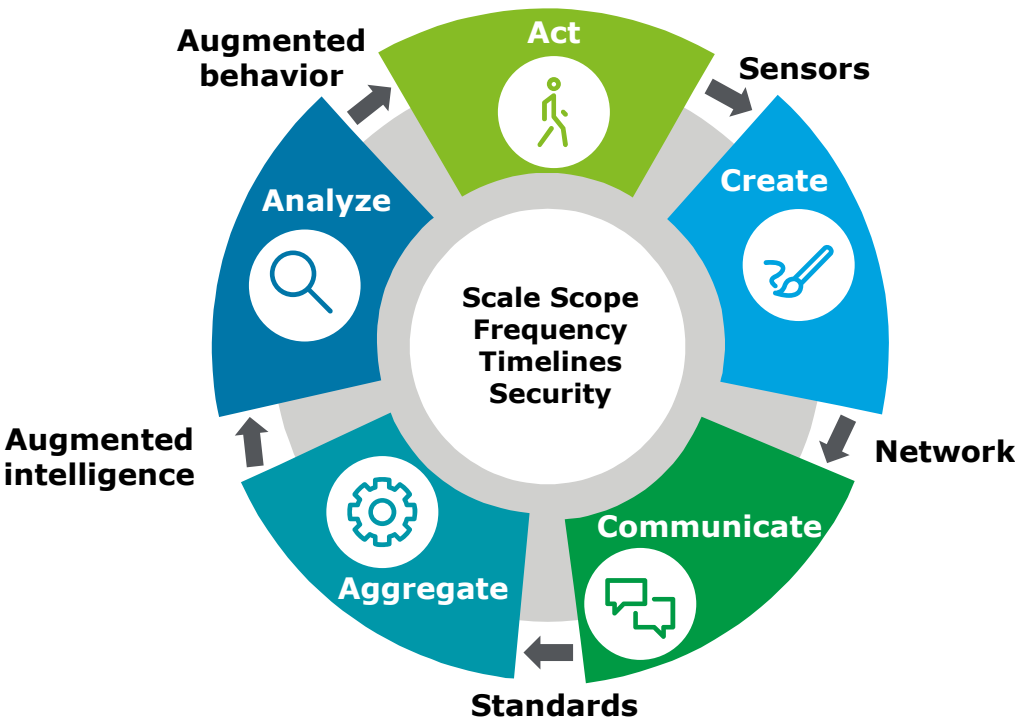 Act
Augmented
behavior
Sensors
Create
Analyze
Scale Scope
Frequency
Timelines
Security
Network
Augmented
intelligence
Communicate
Aggregate
Standards